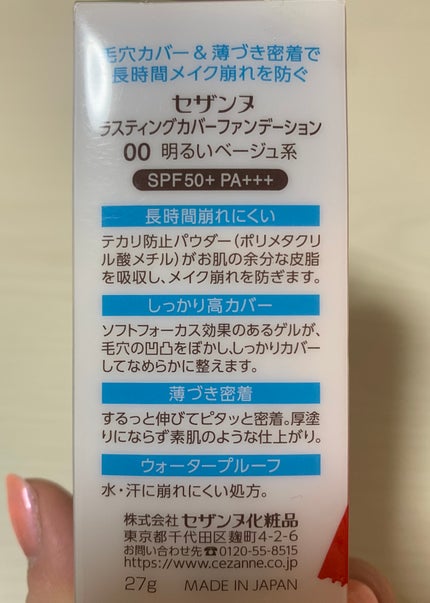 毛穴カバー&薄づき密着で
長時間メイク崩れを防ぐ
セザンヌ
ラスティングカバーファンデーション
00 明るいベージュ系
SPF50+ PA+++
長時間崩れにくい
テカリ防止パウダー(ポリメタクリ
ル酸メチル)がお肌の余分な皮脂
を吸収し、メイク崩れを防ぎます。
しっかり高カバー
ソフトフォーカス効果のあるゲルが、
毛穴の凹凸をぼかし、しっかりカバー
してなめらかに整えます。
薄づき密着
するっと伸びてピタッと密着。厚塗
りにならず素肌のような仕上がり。
ウォータープルーフ
水・汗に崩れにくい処方。
株式会社 セザンヌ化粧品
東京都千代田区麹町4-2-6
お問い合わせ先☎0120-55-8515
https://www.cezanne.co.jp
27g MADE IN JAPAN